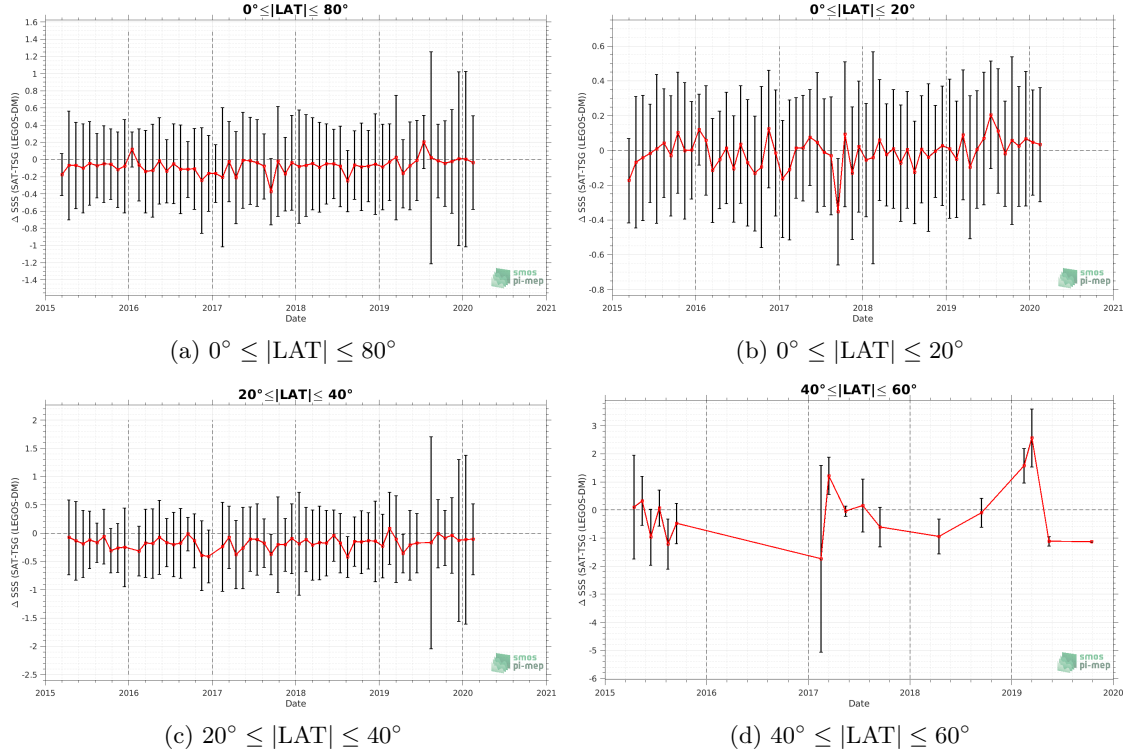 0°≤|LAT|≤ 80°
Δ SSS (SAT-TSG (LEGOS-DM))
1.6
1.4
1.2
1
0.8
0.6
0.4
0.2
0
-0.2
-0.4
-0.6
-0.8
-1
-1.2
-1.4
2015 2016 2017 2018 2019 2020 2021
Date
smos
pi-mep
(a) 0° ≤ |LAT| ≤ 80°
0°≤|LAT|≤ 20°
Δ SSS (SAT-TSG (LEGOS-DM))
0.6
0.4
0.2
0
-0.2
-0.4
-0.6
-0.8
2015 2016 2017 2018 2019 2020 2021
Date
smos
pi-mep
(b) 0° ≤ |LAT| ≤ 20°
20°≤|LAT|≤ 40°
Δ SSS (SAT-TSG (LEGOS-DM))
2
1.5
1
0.5
0
-0.5
-1
-1.5
-2
-2.5
2015 2016 2017 2018 2019 2020 2021
Date
smos
pi-mep
(c) 20° ≤ |LAT| ≤ 40°
40°≤|LAT|≤ 60°
Δ SSS (SAT-TSG (LEGOS-DM))
3
2
1
0
-1
-2
-3
-4
-5
-6
2015 2016 2017 2018 2019 2020
Date
smos
pi-mep
(d) 40° ≤ |LAT| ≤ 60°